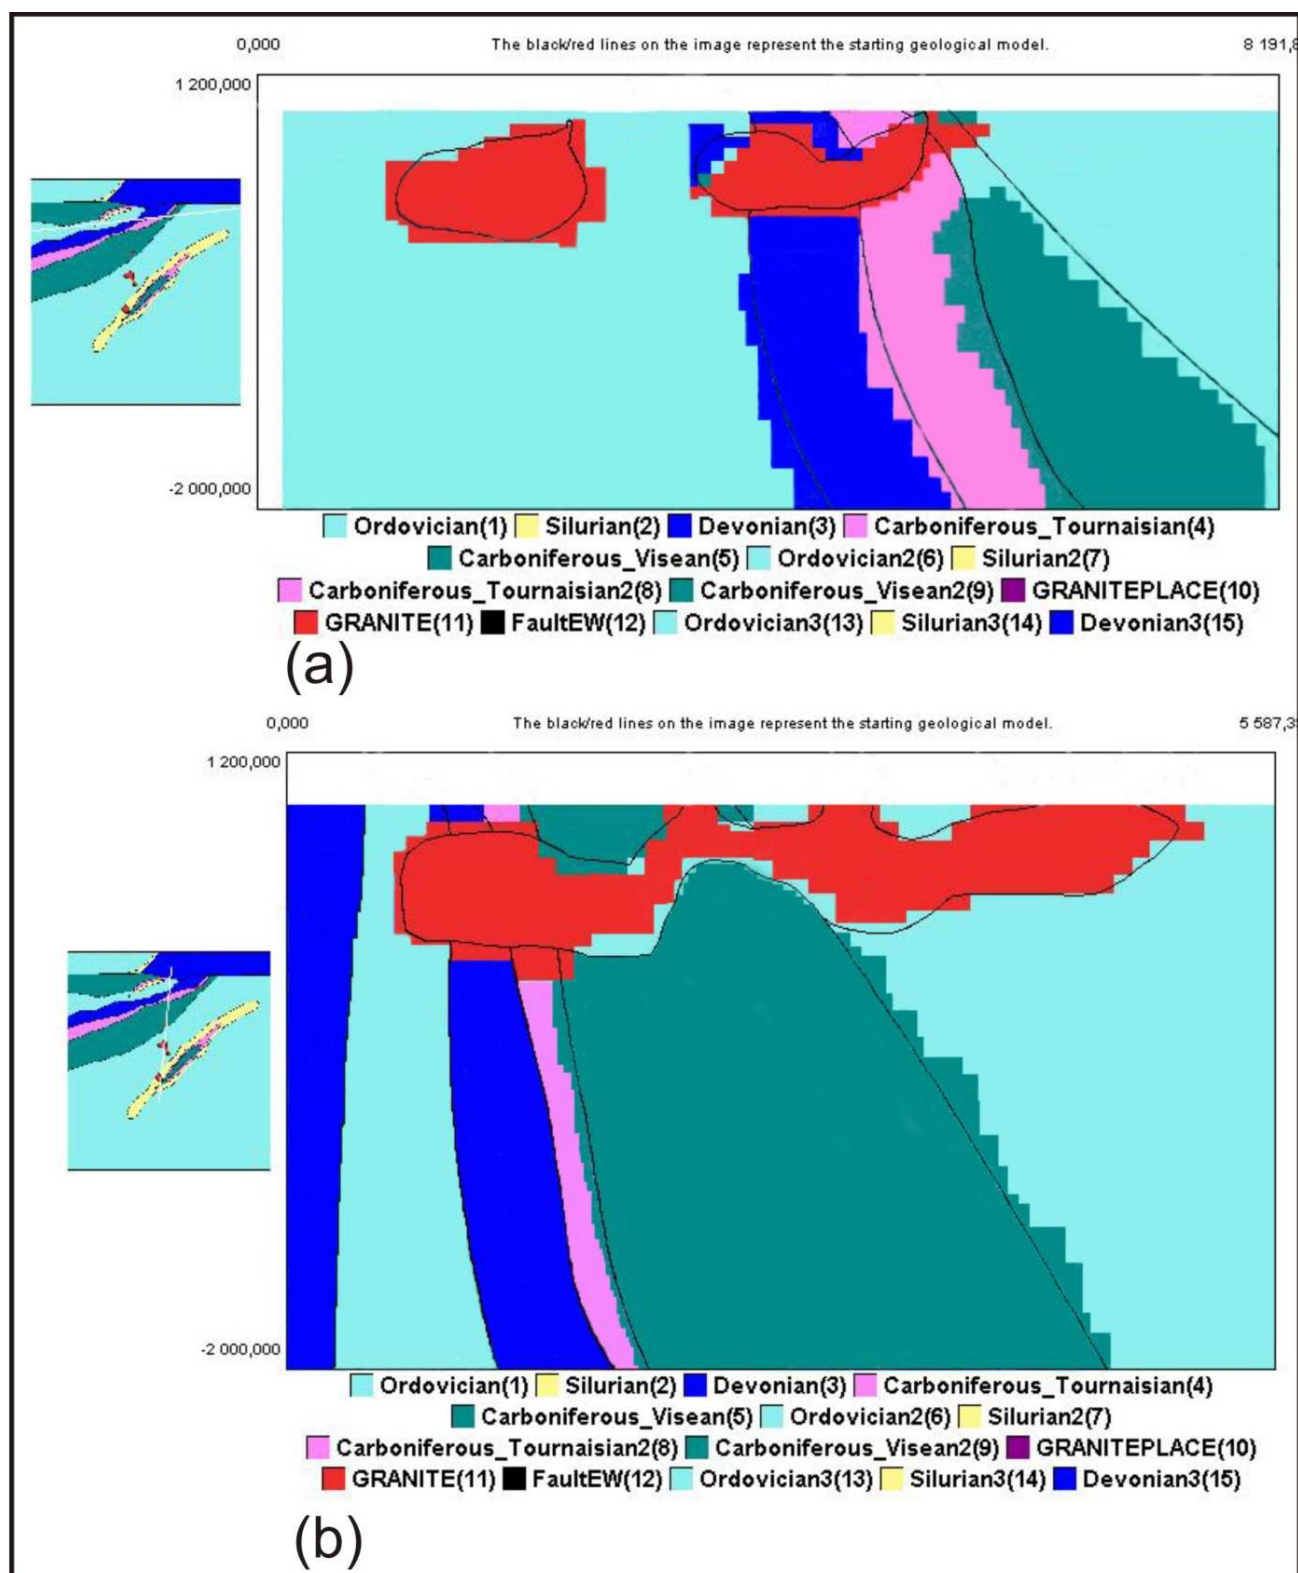 0,000 The black/red lines on the image represent the starting geological model. 8 191,8
1 200,000
-2 000,000
Ordovician(1) Silurian(2) Devonian(3) Carboniferous_Tournaisian(4)
Carboniferous_Visean(5) Ordovician2(6) Silurian2(7)
Carboniferous_Tournaisian2(8) Carboniferous_Visean2(9) GRANITEPLACE(10)
GRANITE(11) FaultEW(12) Ordovician3(13) Silurian3(14) Devonian3(15)
(a)
0,000 The black/red lines on the image represent the starting geological model. 5 587,3
1 200,000
-2 000,000
Ordovician(1) Silurian(2) Devonian(3) Carboniferous_Tournaisian(4)
Carboniferous_Visean(5) Ordovician2(6) Silurian2(7)
Carboniferous_Tournaisian2(8) Carboniferous_Visean2(9) GRANITEPLACE(10)
GRANITE(11) FaultEW(12) Ordovician3(13) Silurian3(14) Devonian3(15)
(b)